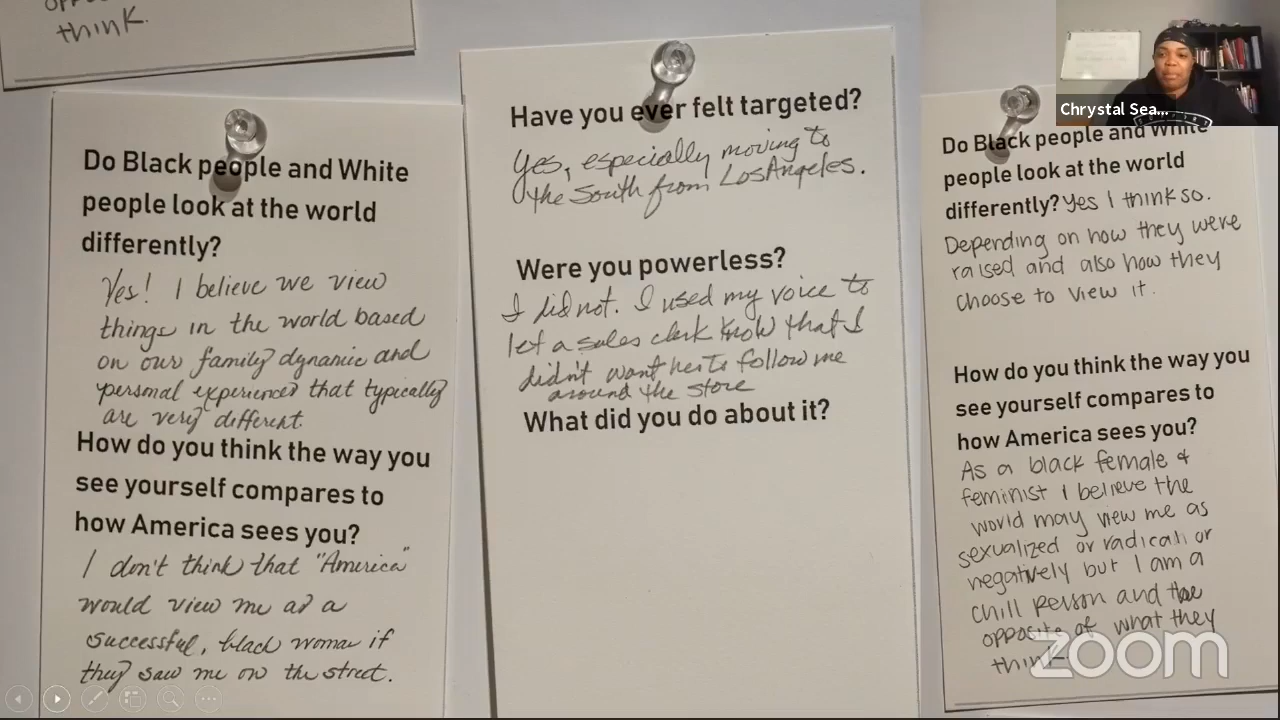 oppo
think.
Do Black people and White
people look at the world
differently?
Yes! I believe we view
things in the world based
on our family dynamic and
personal experiences that typically
are very different.
How do you think the way you
see yourself compares to
how America sees you?
I don't think that "America"
would view me as a
successful, black woman if
they saw me on the street.
Have you ever felt targeted?
Yes, especially moving to
the South from Los Angeles.
Were you powerless?
I did not. I used my voice to
let a sales clerk know that I
didn't want her to follow me
around the store
What did you do about it?
Chrystal Sea...
Do Black people and White
people look at the world
differently? Yes I think so.
Depending on how they were
raised and also how they
choose to view it.
How do you think the way you
see yourself compares to
how America sees you?
As a black female &
feminist I believe the
world may view me as
sexualized or radical or
negatively but I am a
chill person and the
opposite of what they
think
zoom